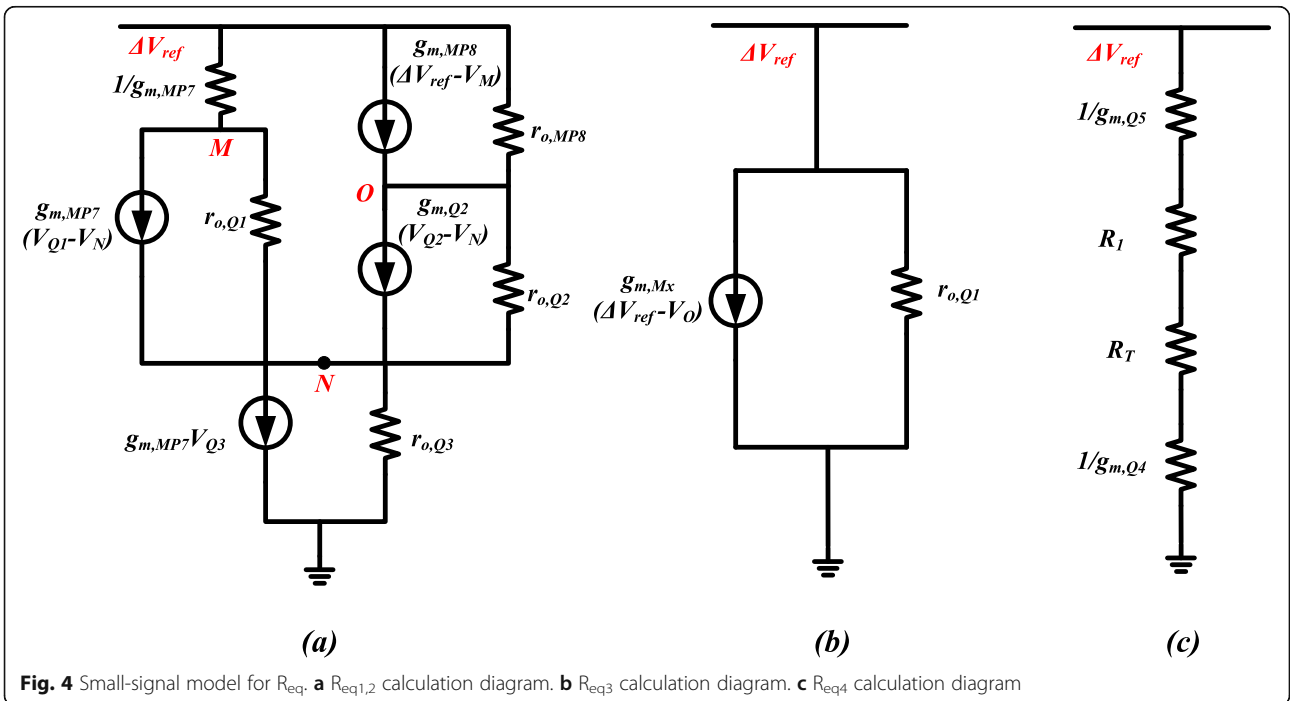 ΔVref
1/gm,MP7
M
gm,MP7
(VQ1-VN)
ro,Q1
gm,MP8
(ΔVref-VM)
ro,MP8
O
gm,Q2
(VQ2-VN)
ro,Q2
N
gm,MP7VQ3
ro,Q3
(a)
ΔVref
gm,Mx
(ΔVref-VO)
ro,Q1
(b)
ΔVref
1/gm,Q5
R1
RT
1/gm,Q4
(c)
Fig. 4 Small-signal model for Req. a Req1,2 calculation diagram. b Req3 calculation diagram. c Req4 calculation diagram